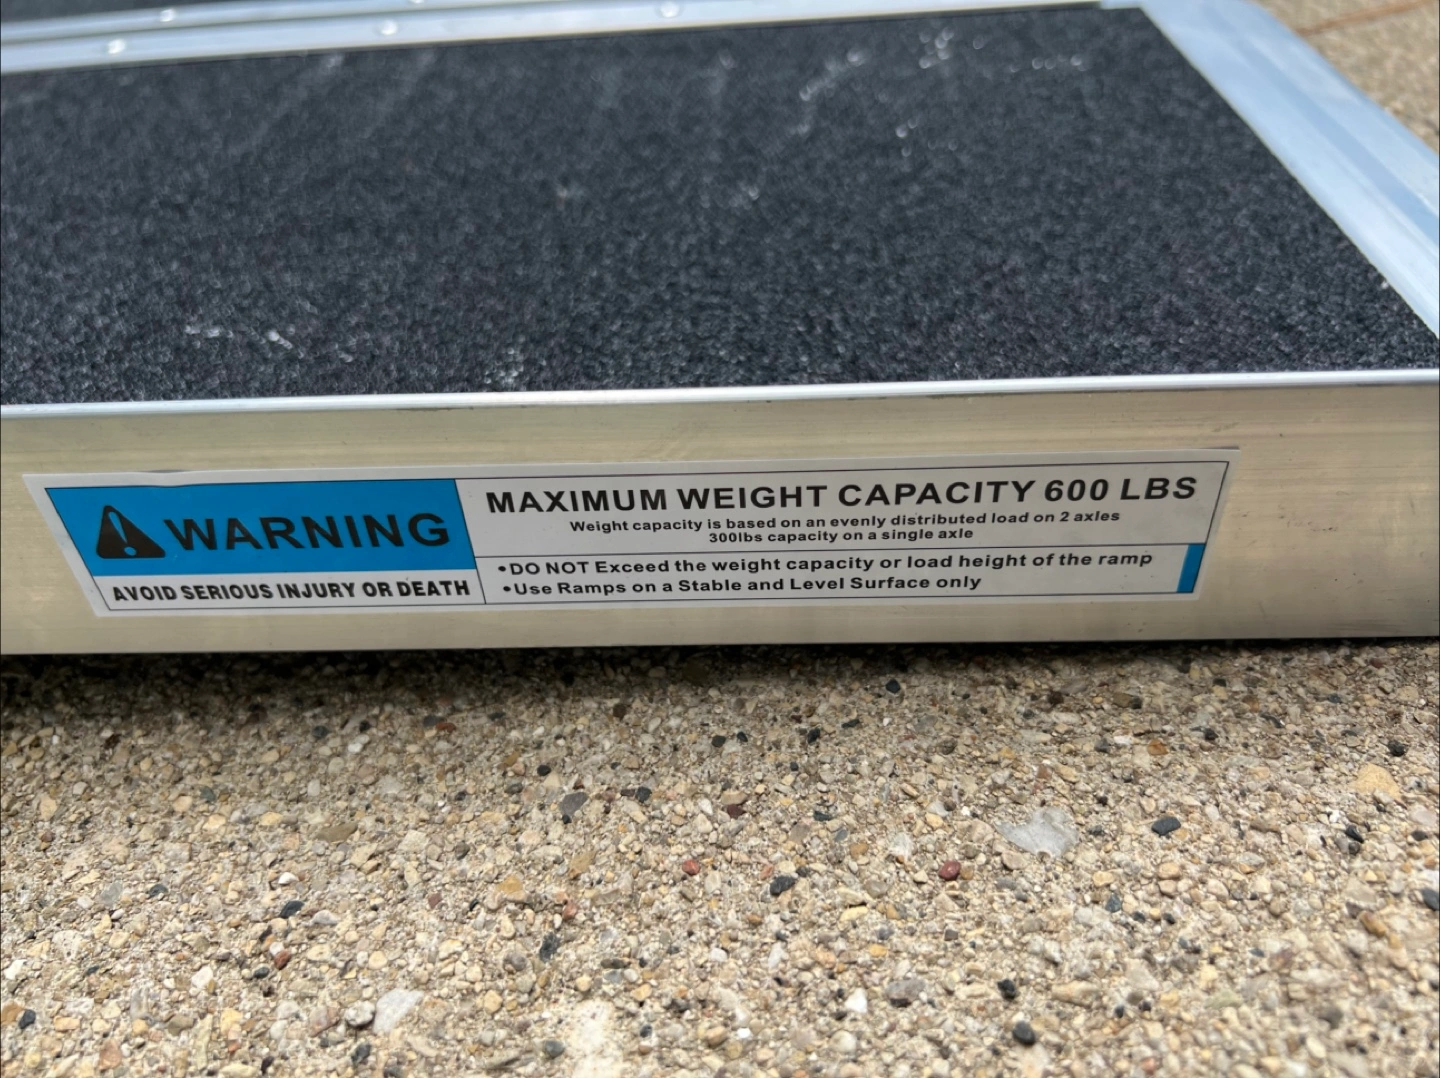 WARNING
AVOID SERIOUS INJURY OR DEATH
MAXIMUM WEIGHT CAPACITY 600 LBS
Weight capacity is based on an evenly distributed load on 2 axles
300lbs capacity on a single axle
•DO NOT Exceed the weight capacity or load height of the ramp
•Use Ramps on a Stable and Level Surface only